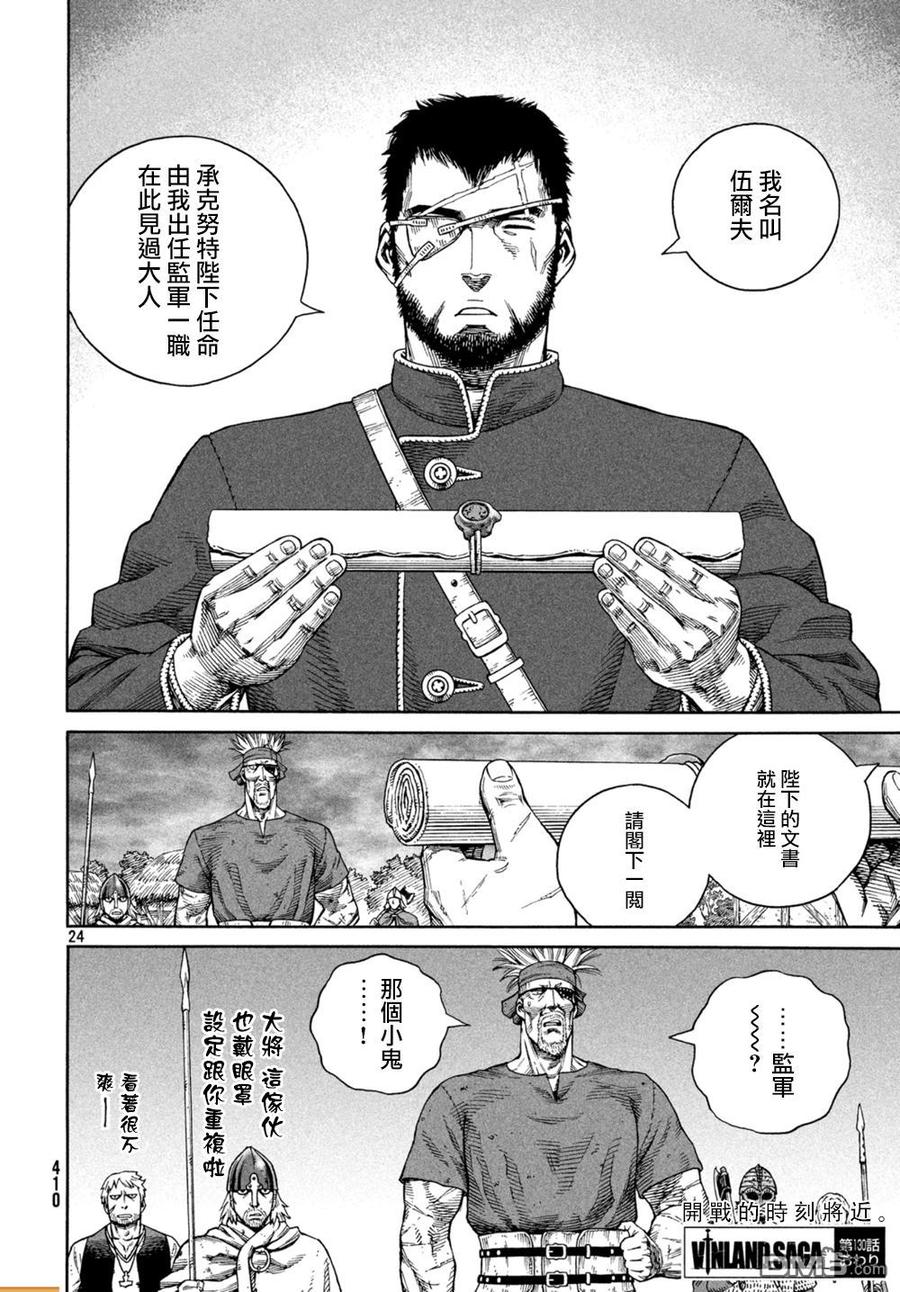 我名叫
伍爾夫
承克努特陛下任命
由我出任監軍一職
在此見過大人
陛下的文書
就在這裡
請閣下一閱
24
……監軍
～～～?
那個小鬼
……!
大將 這傢伙
也戴眼罩
設定跟你重複啦
看著很不
爽—
410
開戰的時刻將近。
VINLAND SAGA
第130話
おわり